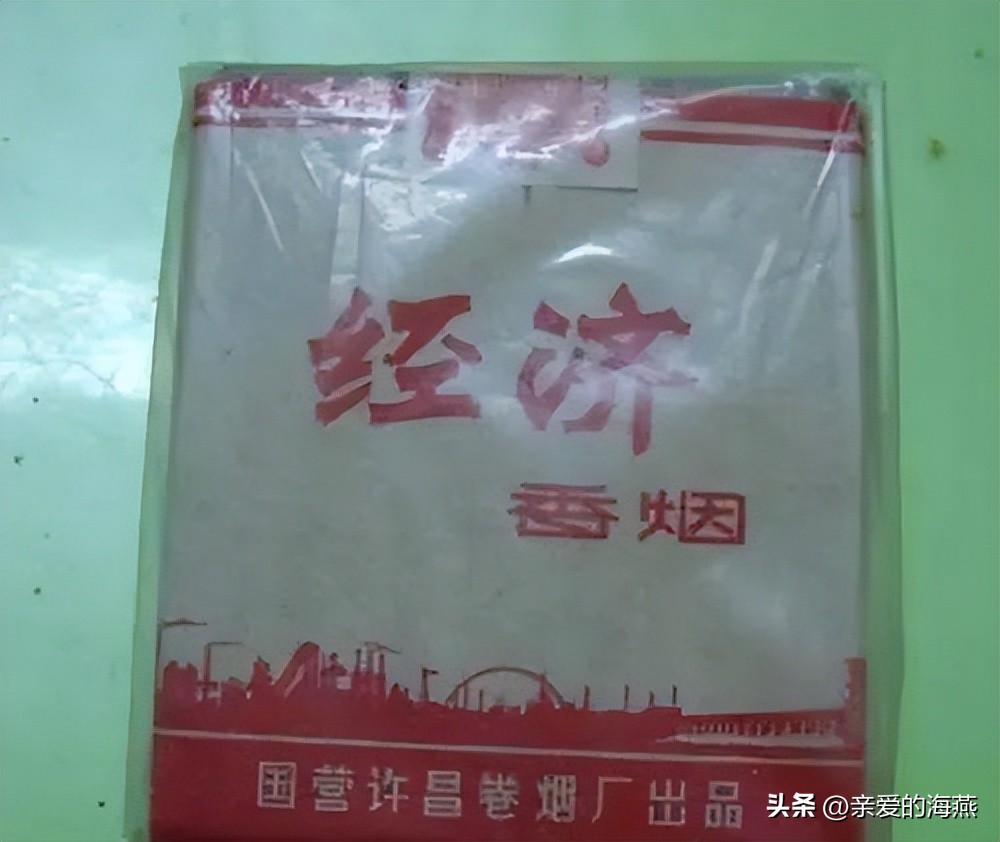 经济
香烟
国营许昌卷烟厂出品
头条 @亲爱的海燕